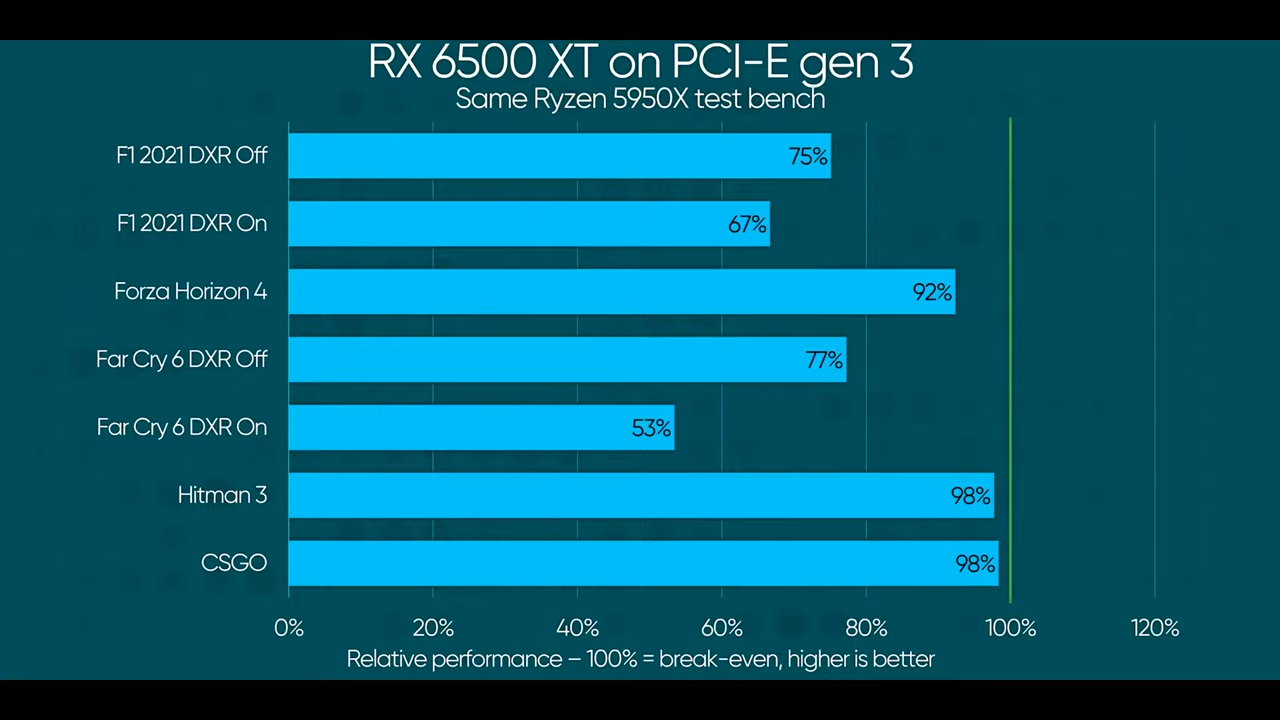 RX 6500 XT on PCI-E gen 3
Same Ryzen 5950X test bench
F1 2021 DXR Off 75%
F1 2021 DXR On 67%
Forza Horizon 4 92%
Far Cry 6 DXR Off 77%
Far Cry 6 DXR On 53%
Hitman 3 98%
CSGO 98%
0% 20% 40% 60% 80% 100% 120%
Relative performance – 100% = break-even, higher is better